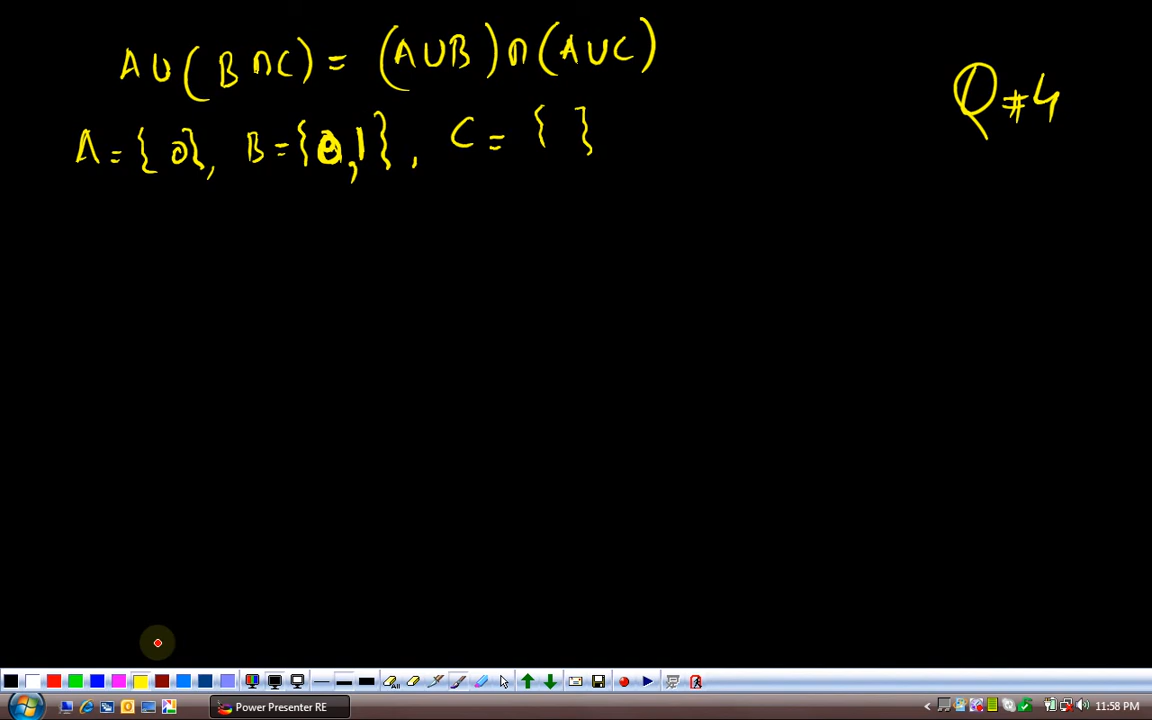 A∪(B∩C) = (A∪B)∩(A∪C)
Q#4
A={0}, B={0,1}, C={ }
Power Presenter RE
11:58 PM